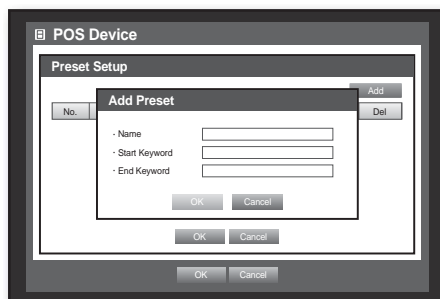 POS Device
Preset Setup
Add
No.
Del
Add Preset
· Name
· Start Keyword
· End Keyword
OK Cancel
OK Cancel
OK Cancel